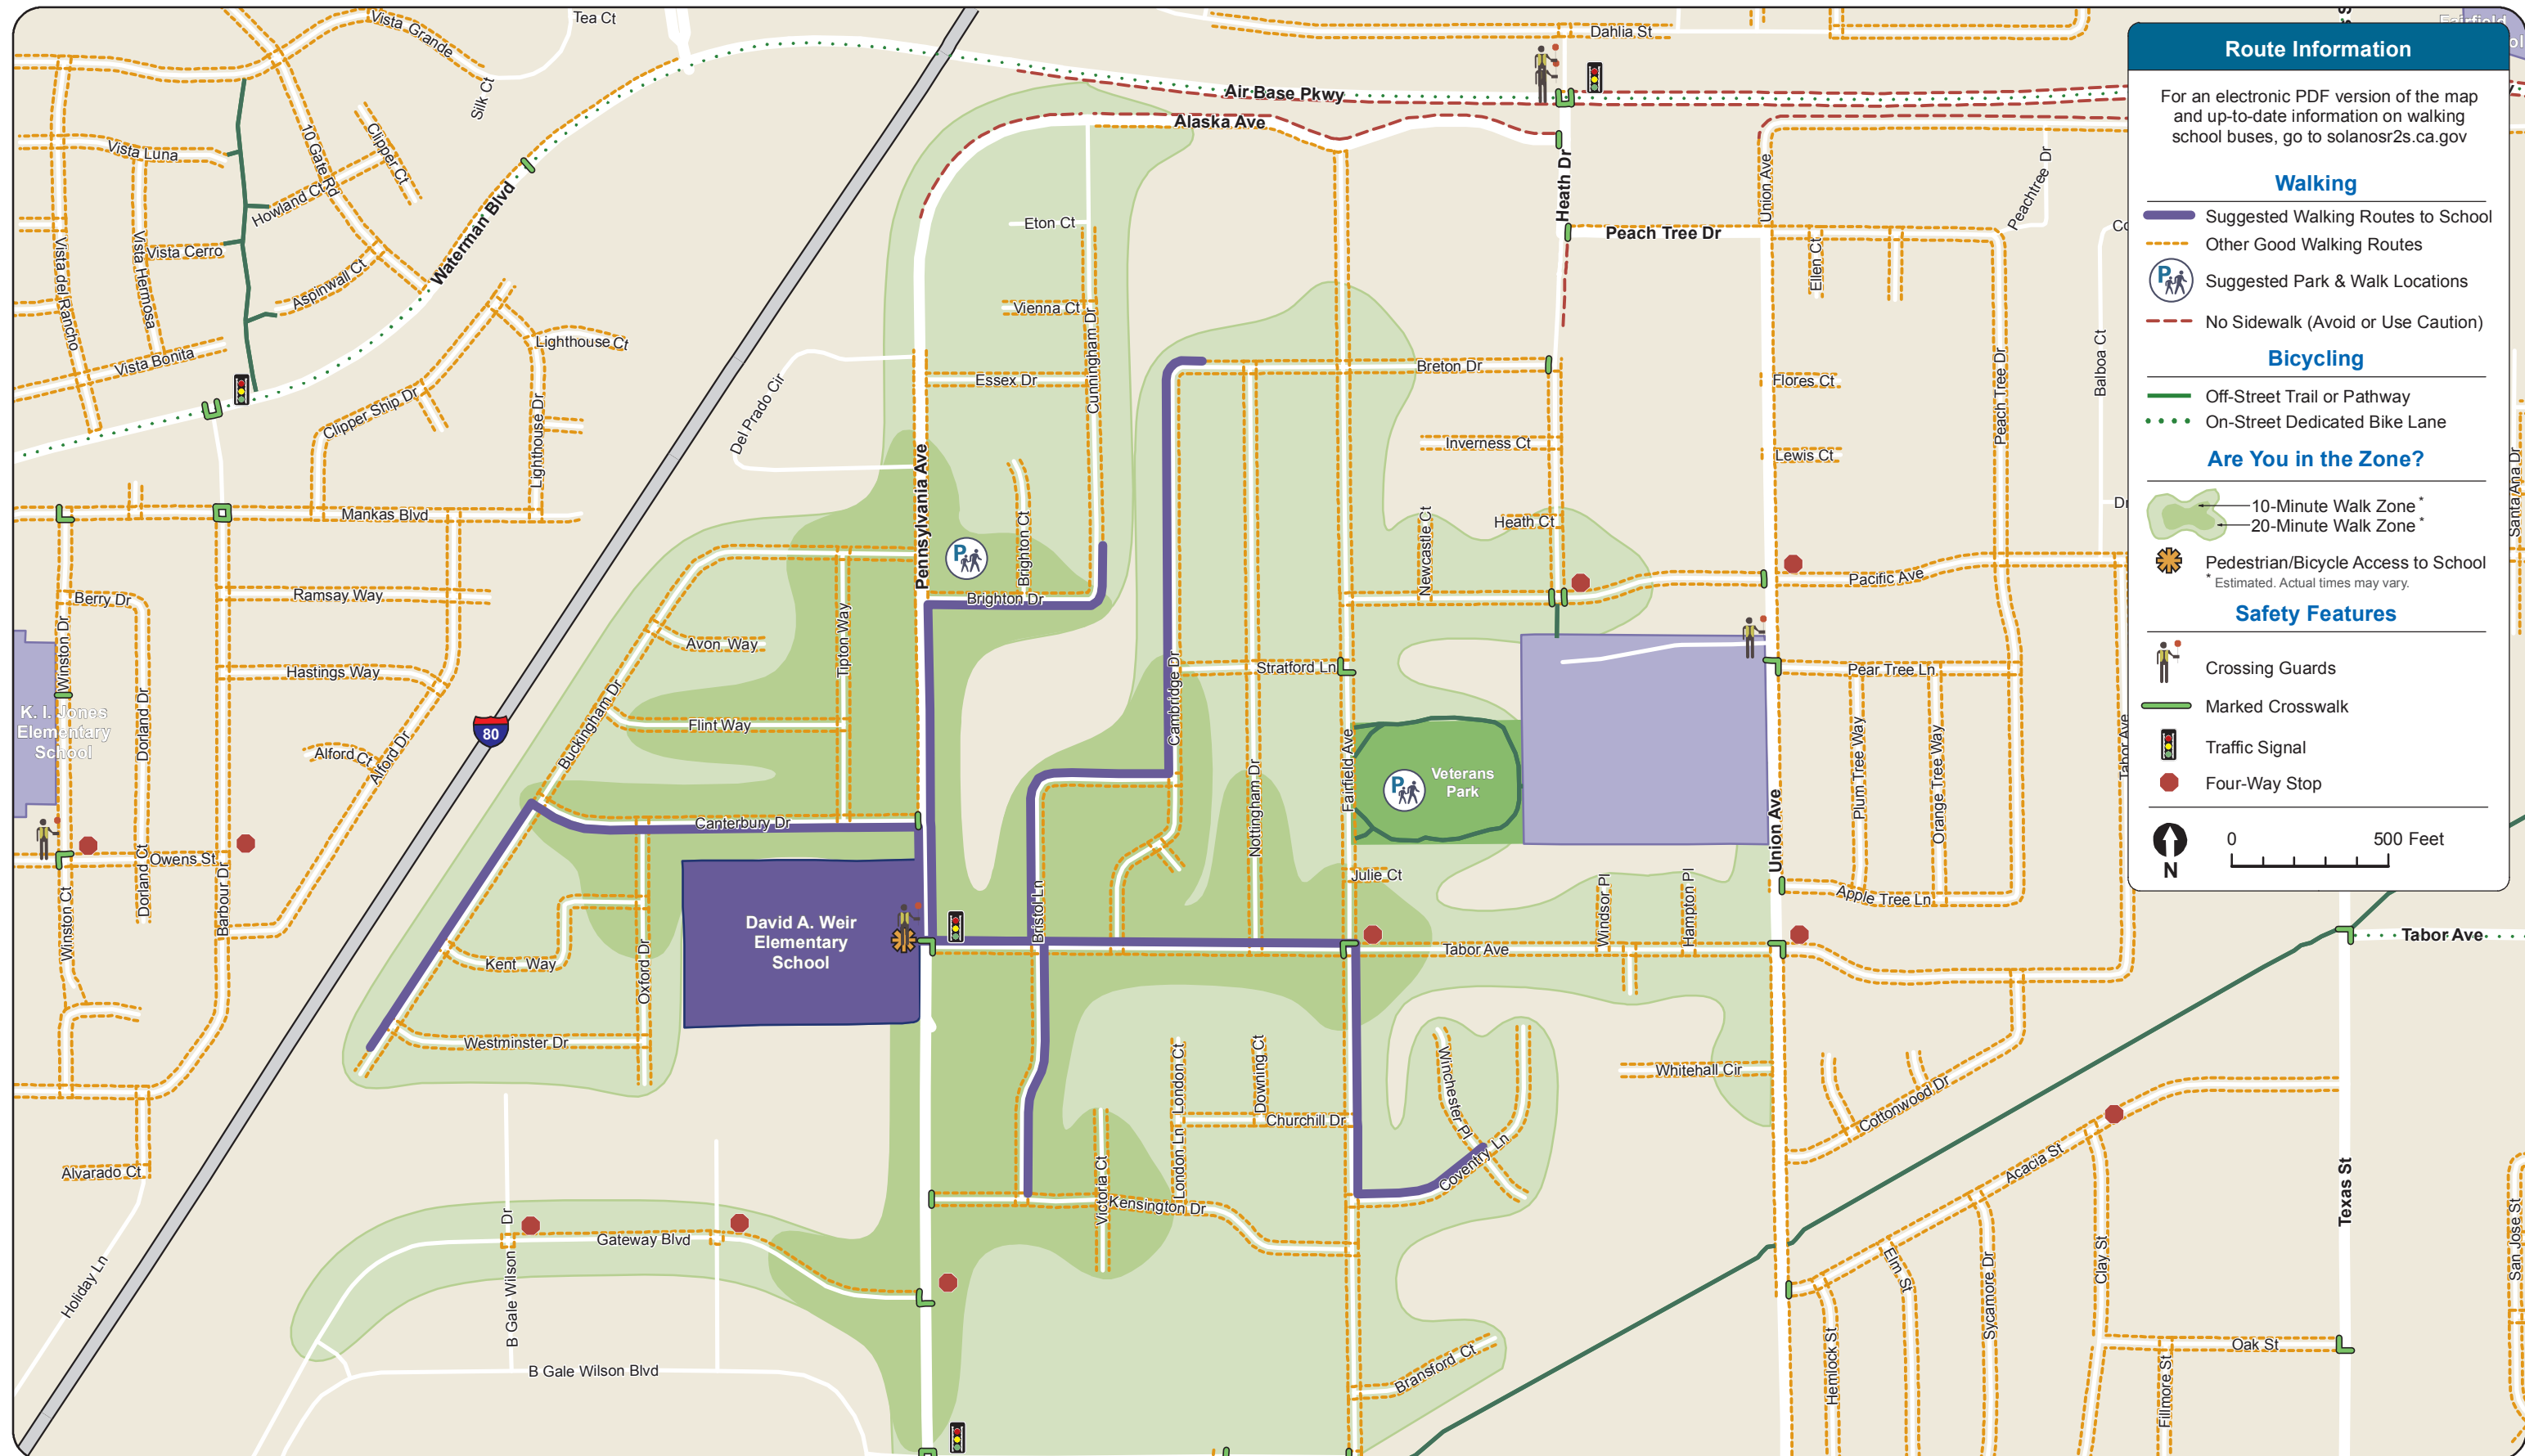 Vista Grande
Tea Ct
Silk Ct
10 Gate Rd
Clipper Ct
Vista Luna
Howland Ct
Vista Cerro
Vista Hermosa
Vista del Rancho
Aspinwall Ct
Vista Bonita
Waterman Blvd
Lighthouse Ct
Clipper Ship Dr
Lighthouse Dr
Mankas Blvd
Berry Dr
Ramsay Way
Winston Dr
Hastings Way
Dorland Dr
K. I. Jones
Elementary
School
Alford Ct
Alford Dr
Owens St
Dorland Ct
Barbour Dr
Winston Ct
Alvarado Ct
Holiday Ln
80
Dahlia St
Air Base Pkwy
Alaska Ave
Heath Dr
Eton Ct
Vienna Ct
Cunningham Dr
Essex Dr
Del Prado Cir
Pennsylvania Ave
P
Brighton Ct
Brighton Dr
Tipton Way
Avon Way
Flint Way
Buckingham Dr
Canterbury Dr
David A. Weir
Elementary
School
Kent Way
Oxford Dr
Westminster Dr
Peach Tree Dr
Union Ave
Ellen Ct
Peachtree Dr
Breton Dr
Inverness Ct
Heath Ct
Newcastle Ct
Flores Ct
Lewis Ct
Peach Tree Dr
Balboa Ct
Pacific Ave
Stratford Ln
Cambridge Dr
Nottingham Dr
Fairfield Ave
P
Veterans
Park
Pear Tree Ln
Plum Tree Way
Orange Tree Way
Tabor Ave
Union Ave
Apple Tree Ln
Julie Ct
Windsor Pl
Hampton Pl
Bristol Ln
Tabor Ave
Tabor Ave
Whitehall Cir
Cottonwood Dr
London Ct
Downing Ct
Churchill Dr
London Ln
Victoria Ct
Kensington Dr
Winchester Pl
Coventry Ln
Gateway Blvd
B Gale Wilson Dr
B Gale Wilson Blvd
Bransford Ct
Acacia St
Elm St
Hemlock St
Sycamore Dr
Clay St
Oak St
Fillmore St
Texas St
San Jose St
Santa Ana Dr
Fairfield
Route Information
For an electronic PDF version of the map
and up-to-date information on walking
school buses, go to solanosr2s.ca.gov
Walking
Suggested Walking Routes to School
Other Good Walking Routes
P
Suggested Park & Walk Locations
No Sidewalk (Avoid or Use Caution)
Bicycling
Off-Street Trail or Pathway
On-Street Dedicated Bike Lane
Are You in the Zone?
10-Minute Walk Zone *
20-Minute Walk Zone *
Pedestrian/Bicycle Access to School
* Estimated. Actual times may vary.
Safety Features
Crossing Guards
Marked Crosswalk
Traffic Signal
Four-Way Stop
N
0 500 Feet